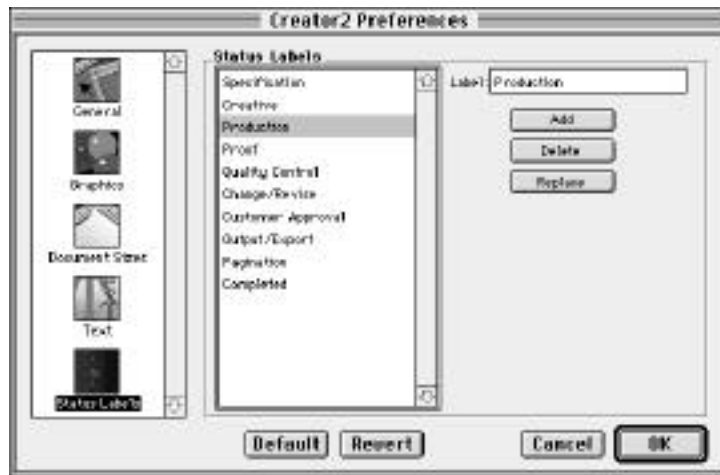 Creator2 Preferences
General
Graphics
Document Sizes
Text
Status Labels
Status Labels
Specification
Creative
Production
Proof
Quality Control
Change/Revise
Customer Approval
Output/Export
Pagination
Completed
Label: Production
Add
Delete
Replace
Default
Revert
Cancel
OK